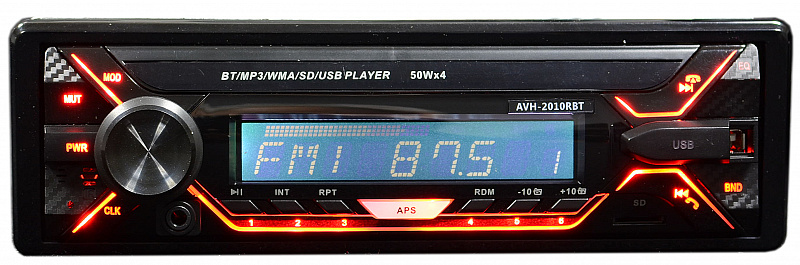 BT/MP3/WMA/SD/USB PLAYER 50Wx4
MOD
EQ
MUT
AVH-2010RBT
PWR
FM1 87.5 1
USB
CLK
INT RPT
APS
RDM -10 +10
SD
BND
1 2 3 4 5 6